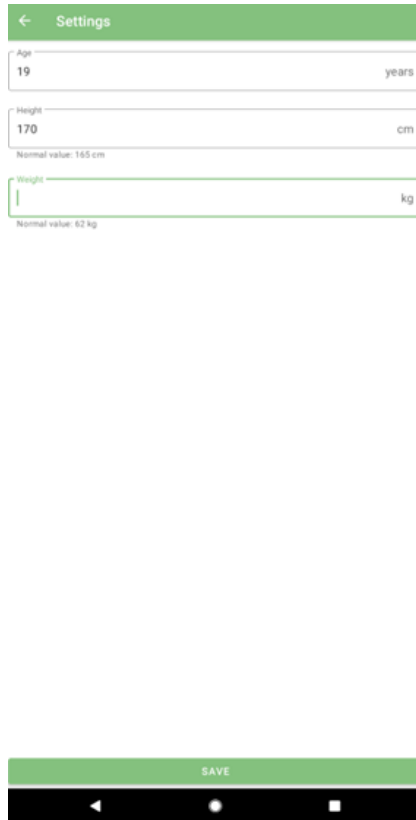 Settings
Age
19 years
Height
170 cm
Normal value: 165 cm
Weight
kg
Normal value: 62 kg
SAVE